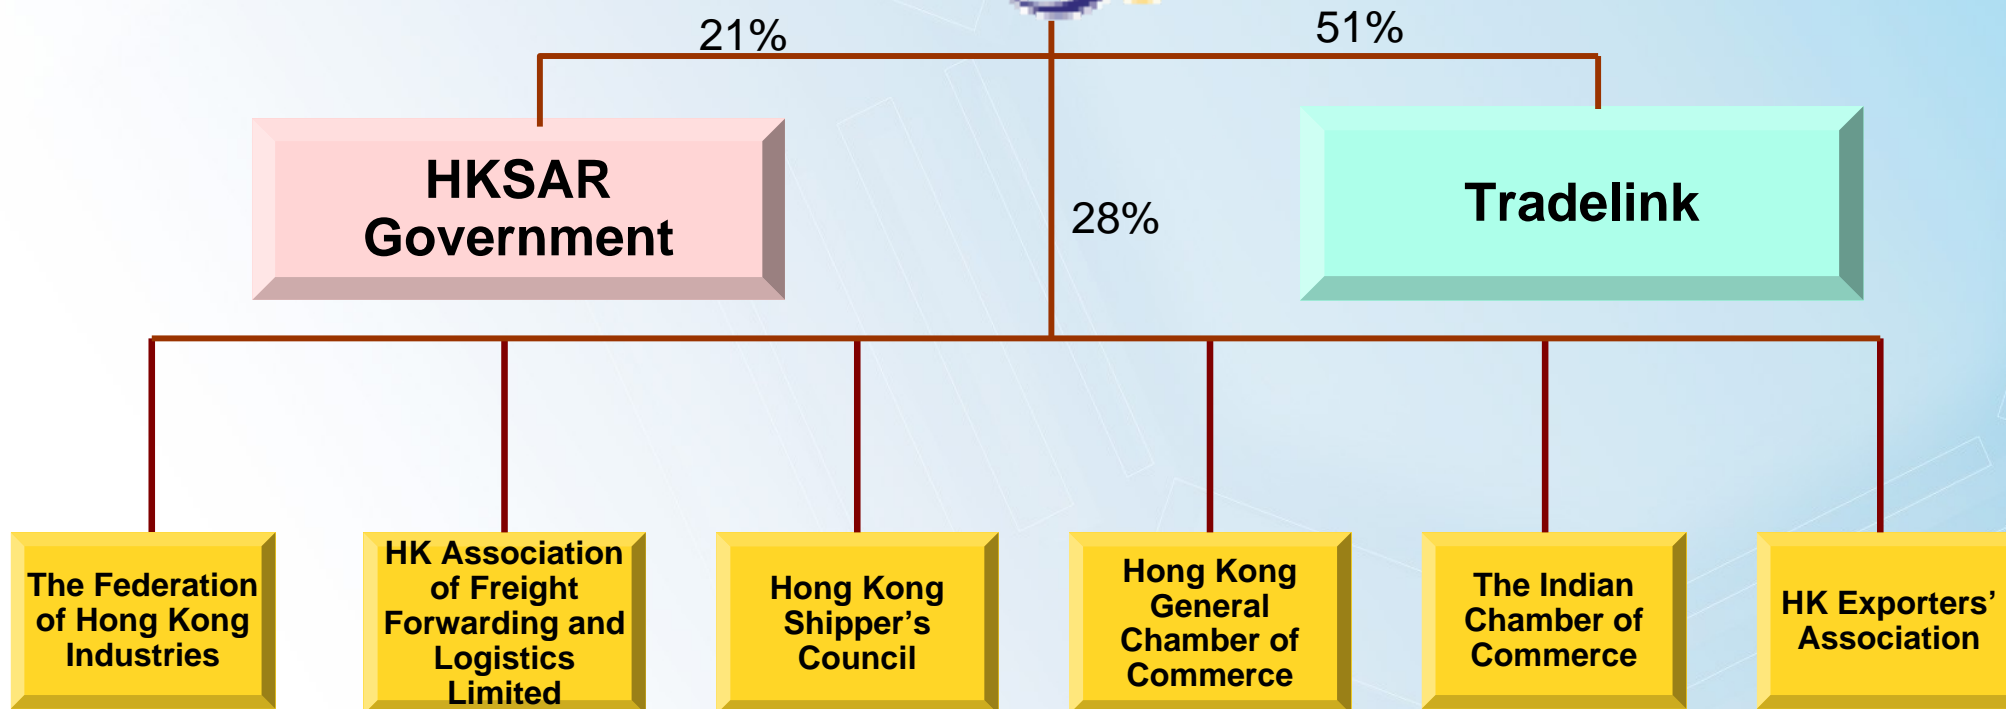 21%
51%
HKSAR
Government
Tradelink
28%
The Federation
of Hong Kong
Industries
HK Association
of Freight
Forwarding and
Logistics
Limited
Hong Kong
Shipper’s
Council
Hong Kong
General
Chamber of
Commerce
The Indian
Chamber of
Commerce
HK Exporters’
Association